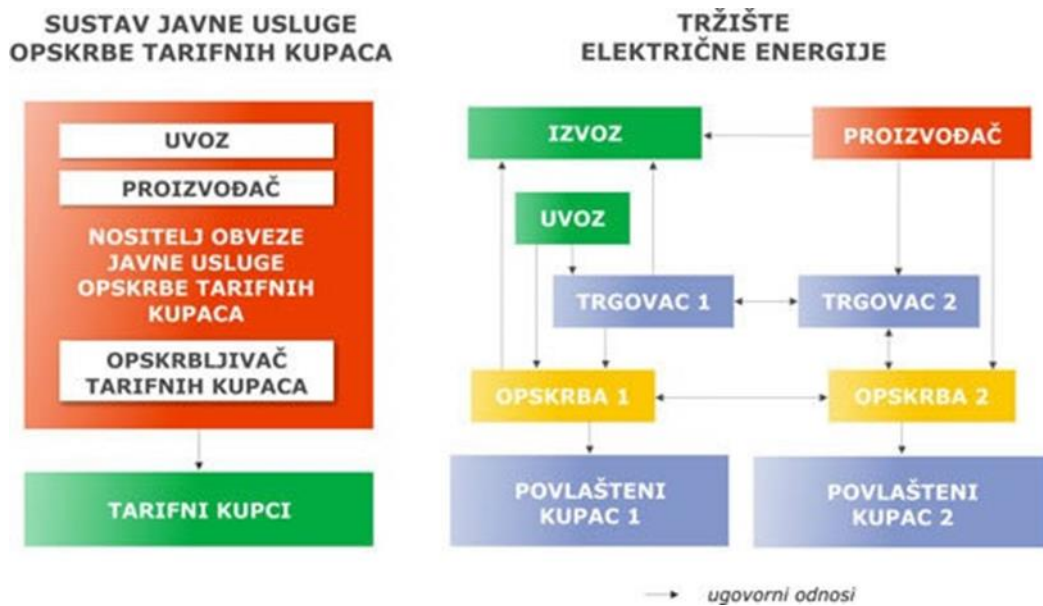 SUSTAV JAVNE USLUGE
OPSKRBE TARIFNIH KUPACA
UVOZ
PROIZVOĐAČ
NOSITELJ OBVEZE
JAVNE USLUGE
OPSKRBE TARIFNIH
KUPACA
OPSKRBLJIVAČ
TARIFNIH KUPACA
TARIFNI KUPCI
TRŽIŠTE
ELEKTRIČNE ENERGIJE
IZVOZ
PROIZVOĐAČ
UVOZ
TRGOVAC 1
TRGOVAC 2
OPSKRBA 1
OPSKRBA 2
POVLAŠTENI
KUPAC 1
POVLAŠTENI
KUPAC 2
ugovorni odnosi